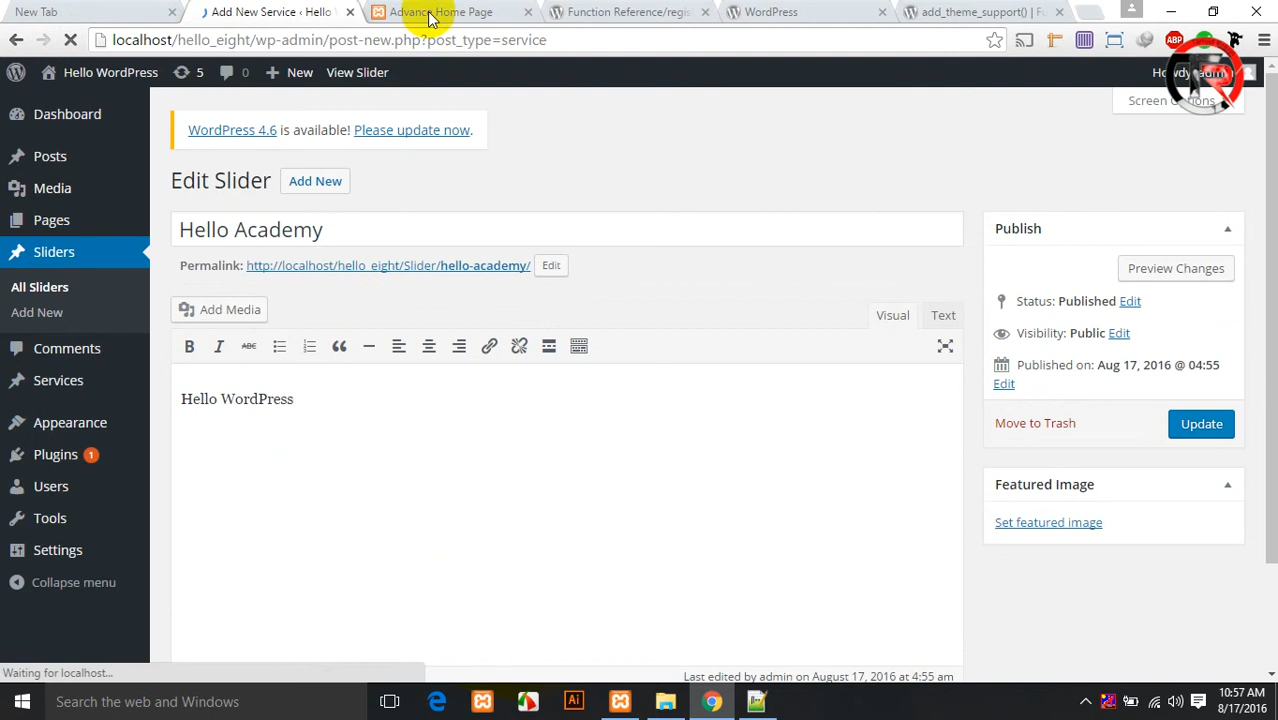 New Tab
Add New Service ‹ Hello
Advance Home Page
Function Reference/regis
WordPress
add_theme_support() | Fu
localhost/hello_eight/wp-admin/post-new.php?post_type=service
ABP
Hello WordPress
5
0
New
View Slider
Howdy, admin
Screen Options
Dashboard
Posts
Media
Pages
Sliders
All Sliders
Add New
Comments
Services
Appearance
Plugins 1
Users
Tools
Settings
Collapse menu
WordPress 4.6 is available! Please update now.
Edit Slider
Add New
Hello Academy
Permalink: http://localhost/hello_eight/Slider/hello-academy/
Edit
Add Media
Visual
Text
B I ABC
Hello WordPress
Last edited by admin on August 17, 2016 at 4:55 am
Publish
Preview Changes
Status: Published Edit
Visibility: Public Edit
Published on: Aug 17, 2016 @ 04:55
Edit
Move to Trash
Update
Featured Image
Set featured image
Waiting for localhost...
Search the web and Windows
Ai
10:57 AM
8/17/2016